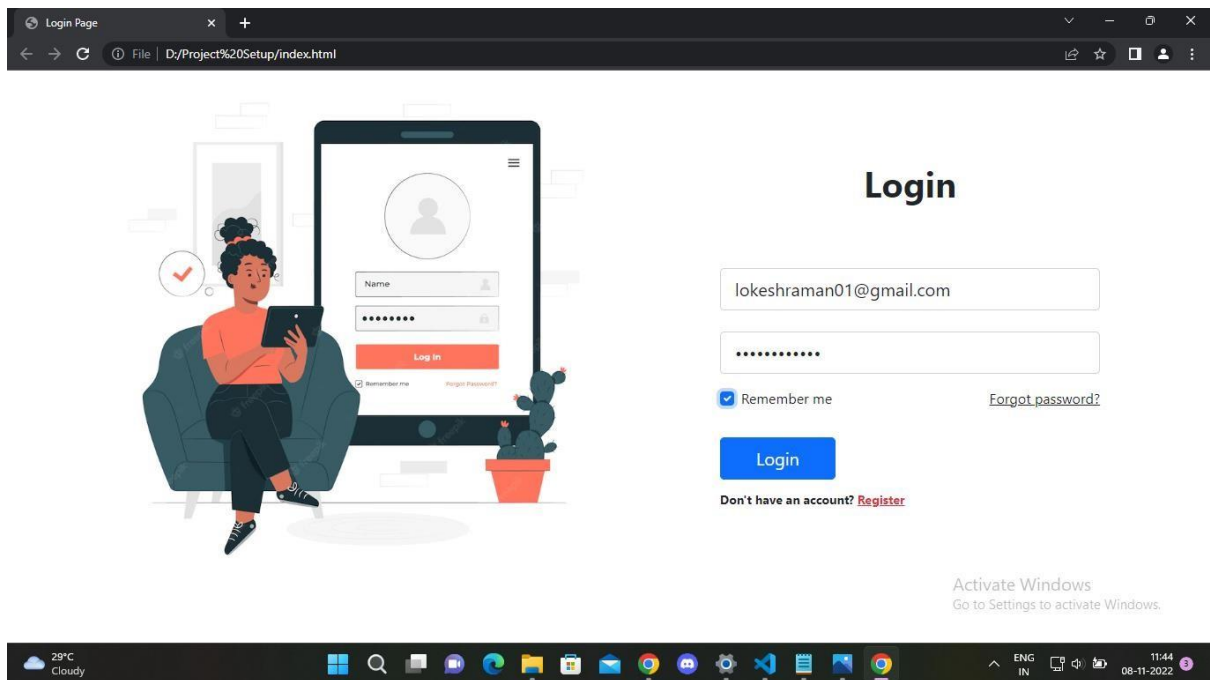 Login Page
File | D:/Project%20Setup/index.html
Login
Name
Log In
Remember me Forgot Password?
lokeshraman01@gmail.com
Remember me Forgot password?
Login
Don't have an account? Register
Activate Windows
Go to Settings to activate Windows.
29°C
Cloudy
ENG
IN
11:44
08-11-2022
3